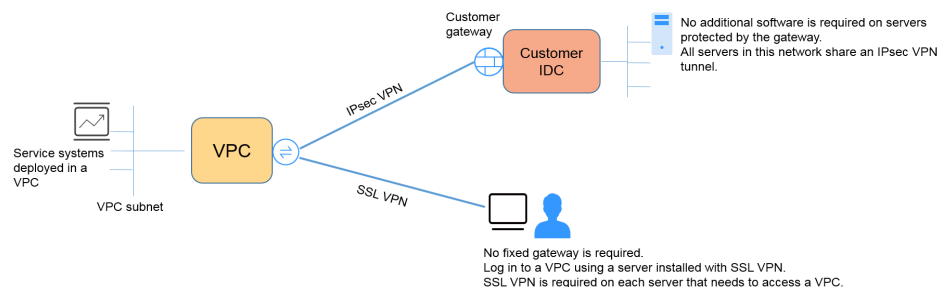 Customer
gateway
No additional software is required on servers
protected by the gateway.
All servers in this network share an IPsec VPN
tunnel.
Customer
IDC
IPsec VPN
VPC
Service systems
deployed in a
VPC
VPC subnet
SSL VPN
No fixed gateway is required.
Log in to a VPC using a server installed with SSL VPN.
SSL VPN is required on each server that needs to access a VPC.